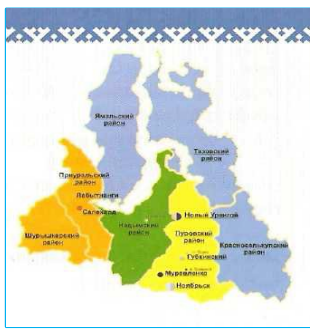 Ямальский
район
Тазовский
район
Приуральский
район
Лабытнанги
Салехард
Шурышкарский
район
Надымский
район
Новый Уренгой
Пуровский
район
Губкинский
Красноселькупский
район
Муравленко
Ноябрьск